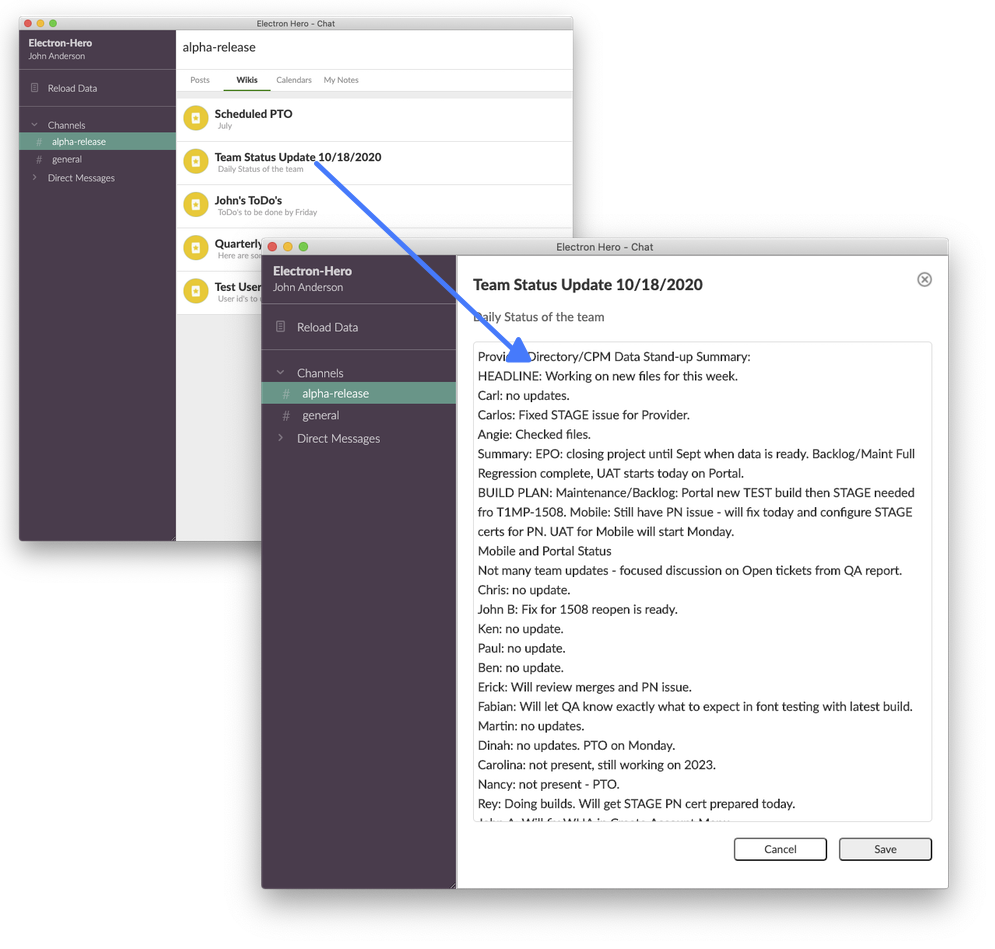 Electron Hero - Chat
Electron-Hero
John Anderson
Reload Data
Channels
# alpha-release
# general
Direct Messages
alpha-release
Posts Wikis Calendars My Notes
Scheduled PTO
July
Team Status Update 10/18/2020
Daily Status of the team
John's ToDo's
ToDo's to be done by Friday
Quarterly
Here are
Test User
User id's to
Electron Hero - Chat
Electron-Hero
John Anderson
Reload Data
Channels
# alpha-release
# general
Direct Messages
Team Status Update 10/18/2020
Daily Status of the team
Directory/CPM Data Stand-up Summary:
HEADLINE: Working on new files for this week.
Carl: no updates.
Carlos: Fixed STAGE issue for Provider.
Angie: Checked files.
Summary: EPO: closing project until Sept when data is ready. Backlog/Maint Full
Regression complete, UAT starts today on Portal.
BUILD PLAN: Maintenance/Backlog: Portal new TEST build then STAGE needed
fro T1MP-1508. Mobile: Still have PN issue - will fix today and configure STAGE
certs for PN. UAT for Mobile will start Monday.
Mobile and Portal Status
Not many team updates - focused discussion on Open tickets from QA report.
Chris: no update.
John B: Fix for 1508 reopen is ready.
Ken: no update.
Paul: no update.
Ben: no update.
Erick: Will review merges and PN issue.
Fabian: Will let QA know exactly what to expect in font testing with latest build.
Martin: no updates.
Dinah: no updates. PTO on Monday.
Carolina: not present, still working on 2023.
Nancy: not present - PTO.
Rey: Doing builds. Will get STAGE PN cert prepared today.
Cancel Save